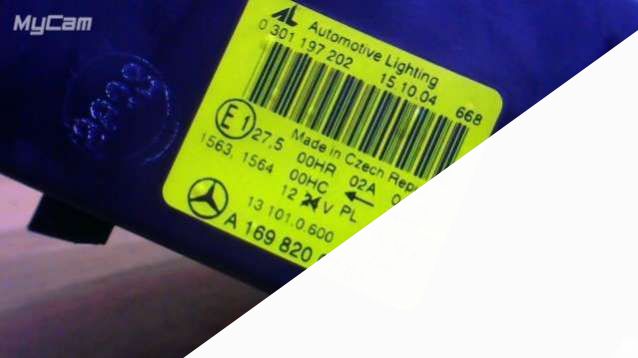 MyCam
AL Automotive Lighting
0 301 197 202 15.10.04 668
E1 27,5 Made in Czech
1563, 1564 00HR 02A
00HC
12 V PL
13 101.0.600
A 169 820